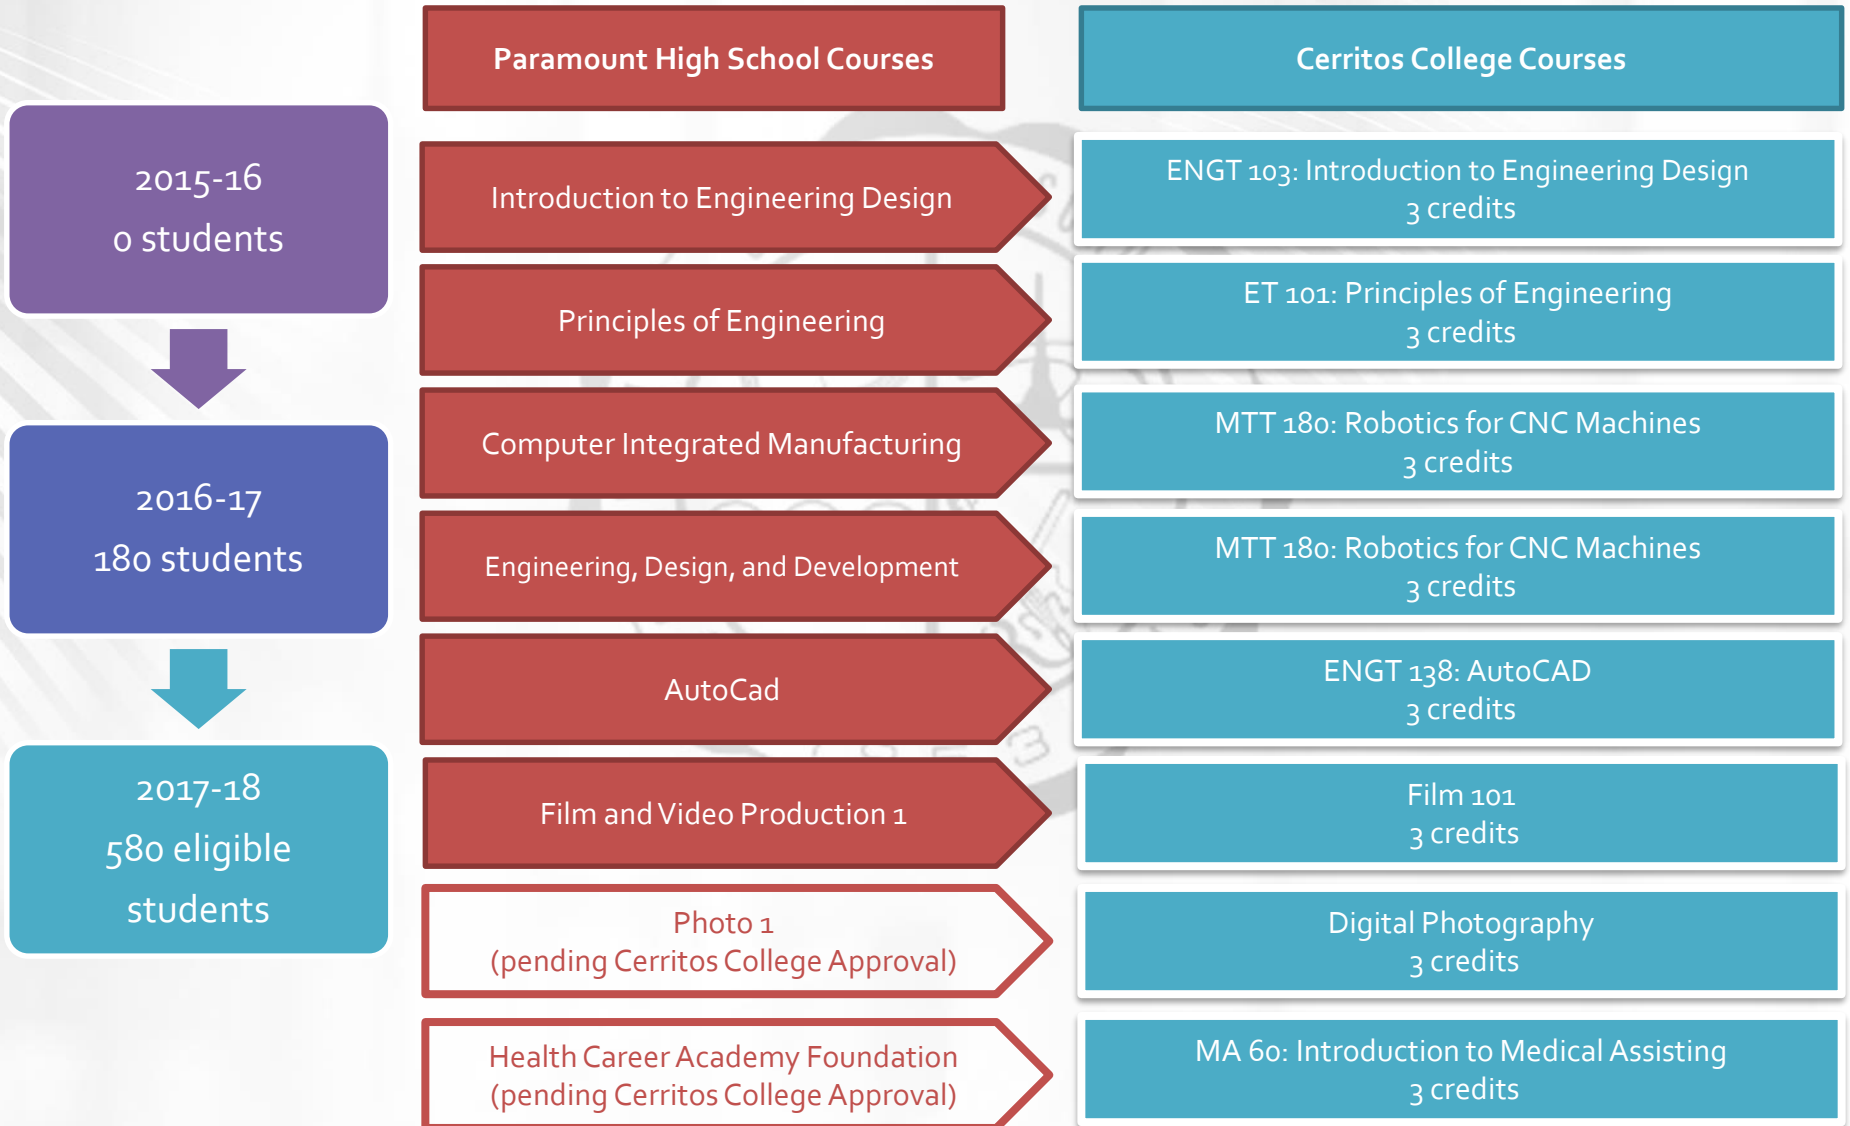 Paramount High School Courses
Cerritos College Courses
2015-16
0 students
2016-17
180 students
2017-18
580 eligible
students
Introduction to Engineering Design
ENGT 103: Introduction to Engineering Design
3 credits
Principles of Engineering
ET 101: Principles of Engineering
3 credits
Computer Integrated Manufacturing
MTT 180: Robotics for CNC Machines
3 credits
Engineering, Design, and Development
MTT 180: Robotics for CNC Machines
3 credits
AutoCad
ENGT 138: AutoCAD
3 credits
Film and Video Production 1
Film 101
3 credits
Photo 1
(pending Cerritos College Approval)
Digital Photography
3 credits
Health Career Academy Foundation
(pending Cerritos College Approval)
MA 60: Introduction to Medical Assisting
3 credits